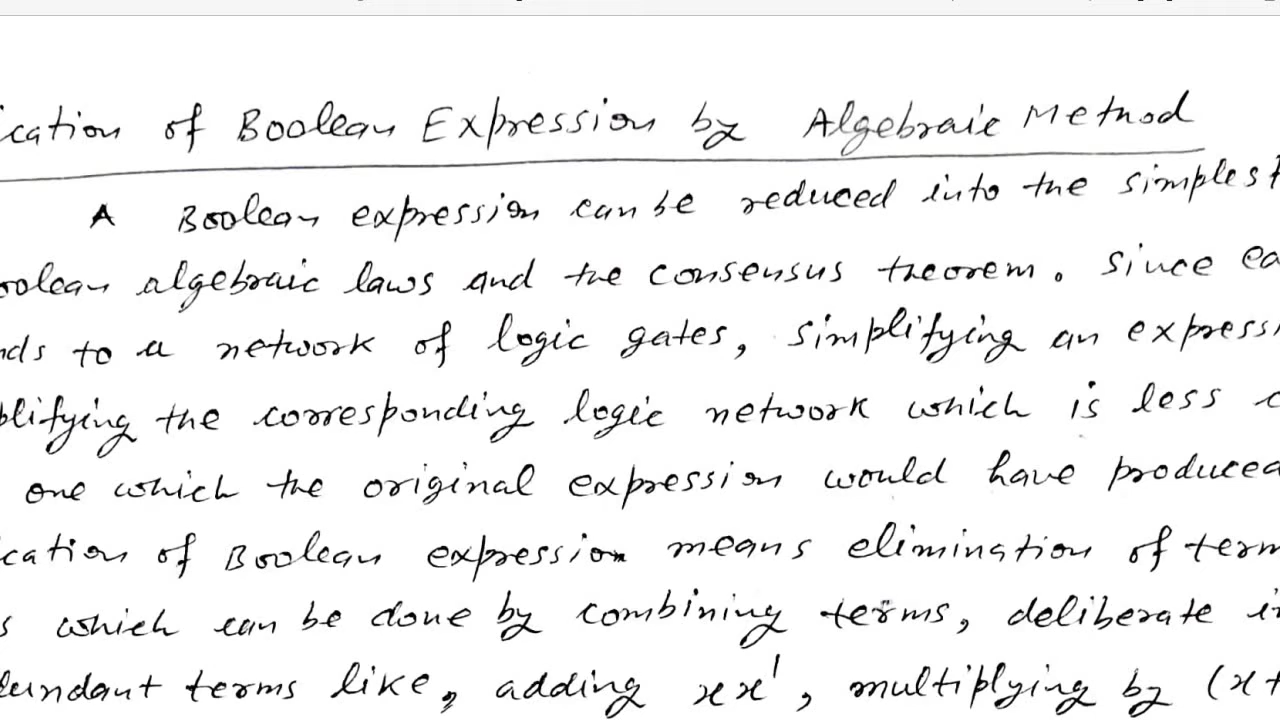 ication of Boolean Expression by Algebraic Method
A Boolean expression can be reduced into the simplest
oolean algebraic laws and the consensus theorem. Since ea
nds to a network of logic gates, simplifying an expressi
plifying the corresponding logic network which is less c
one which the original expression would have produced
ication of Boolean expression means elimination of term
s which can be done by combining terms, deliberate in
dundant terms like, adding xx', multiplying by (x+